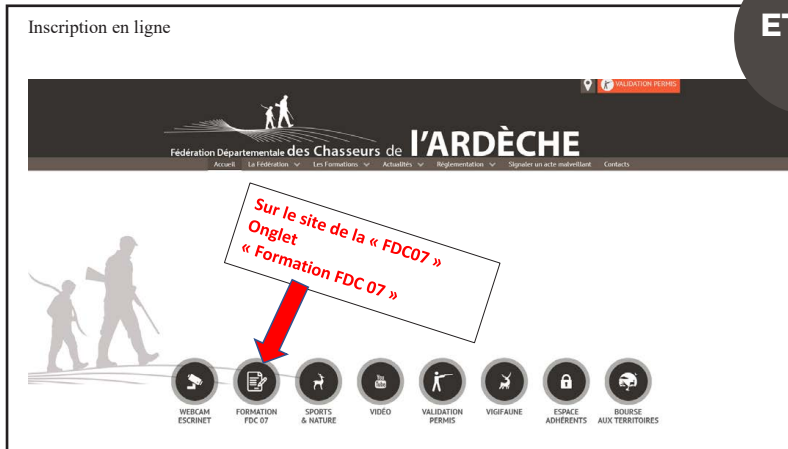 Inscription en ligne
ET
VALIDATION PERMIS
Fédération Départementale des Chasseurs de l'ARDÈCHE
Accueil La Fédération Les Formations Actualités Réglementation Signaler un acte malveillant Contacts
Sur le site de la « FDC07 »
Onglet
« Formation FDC 07 »
You
Tube
WEBCAM
ESCRINET
FORMATION
FDC 07
SPORTS
& NATURE
VIDÉO
VALIDATION
PERMIS
VIGIFAUNE
ESPACE
ADHÉRENTS
BOURSE
AUX TERRITOIRES